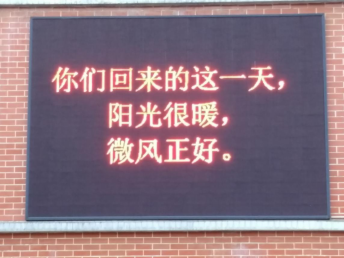 你们回来的这一天，
阳光很暖，
微风正好。